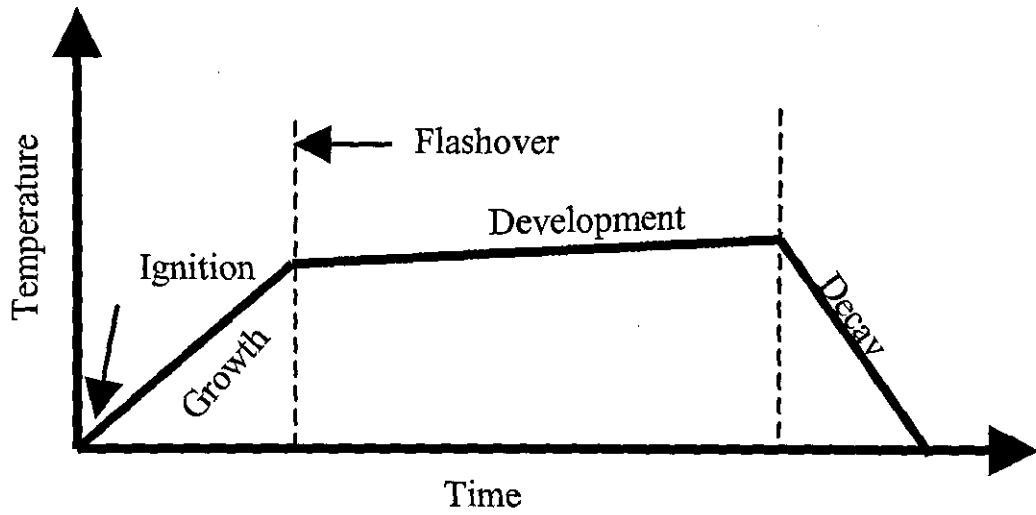 Flashover
Development
Ignition
Growth
Decay
Temperature
Time